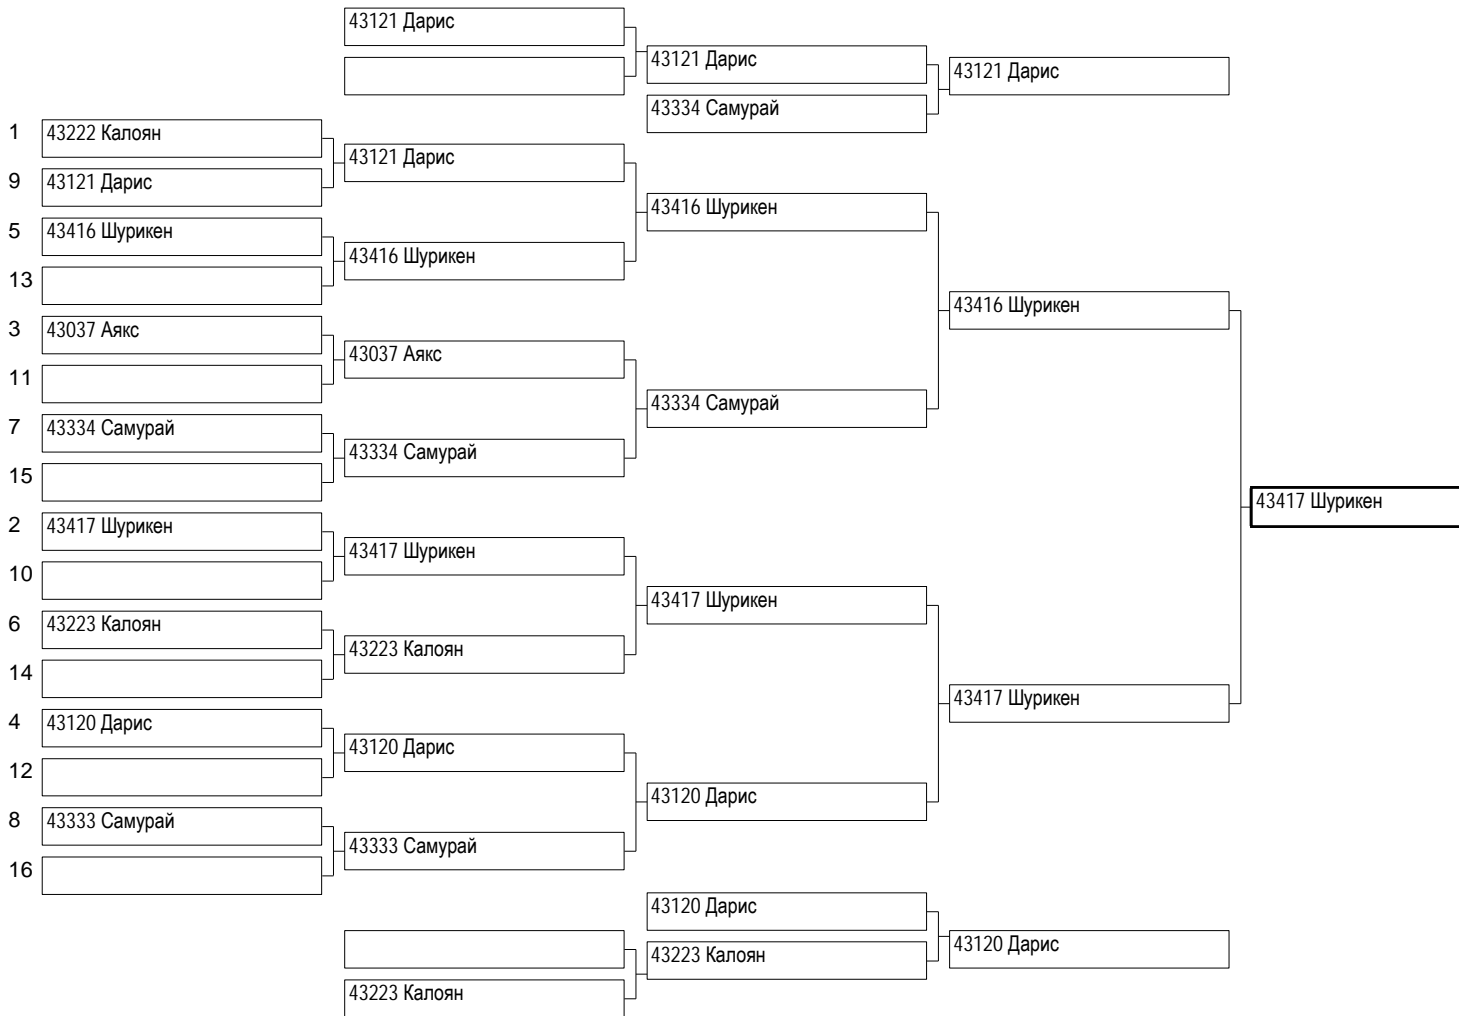 43121 Дарис
43121 Дарис
43121 Дарис
43334 Самурай
1 43222 Калоян
43121 Дарис
9 43121 Дарис
43416 Шурикен
5 43416 Шурикен
43416 Шурикен
13
43416 Шурикен
3 43037 Аякс
43037 Аякс
11
43334 Самурай
7 43334 Самурай
43334 Самурай
15
43417 Шурикен
2 43417 Шурикен
43417 Шурикен
10
43417 Шурикен
6 43223 Калоян
43223 Калоян
14
43417 Шурикен
4 43120 Дарис
43120 Дарис
12
43120 Дарис
8 43333 Самурай
43333 Самурай
16
43120 Дарис
43120 Дарис
43223 Калоян
43223 Калоян